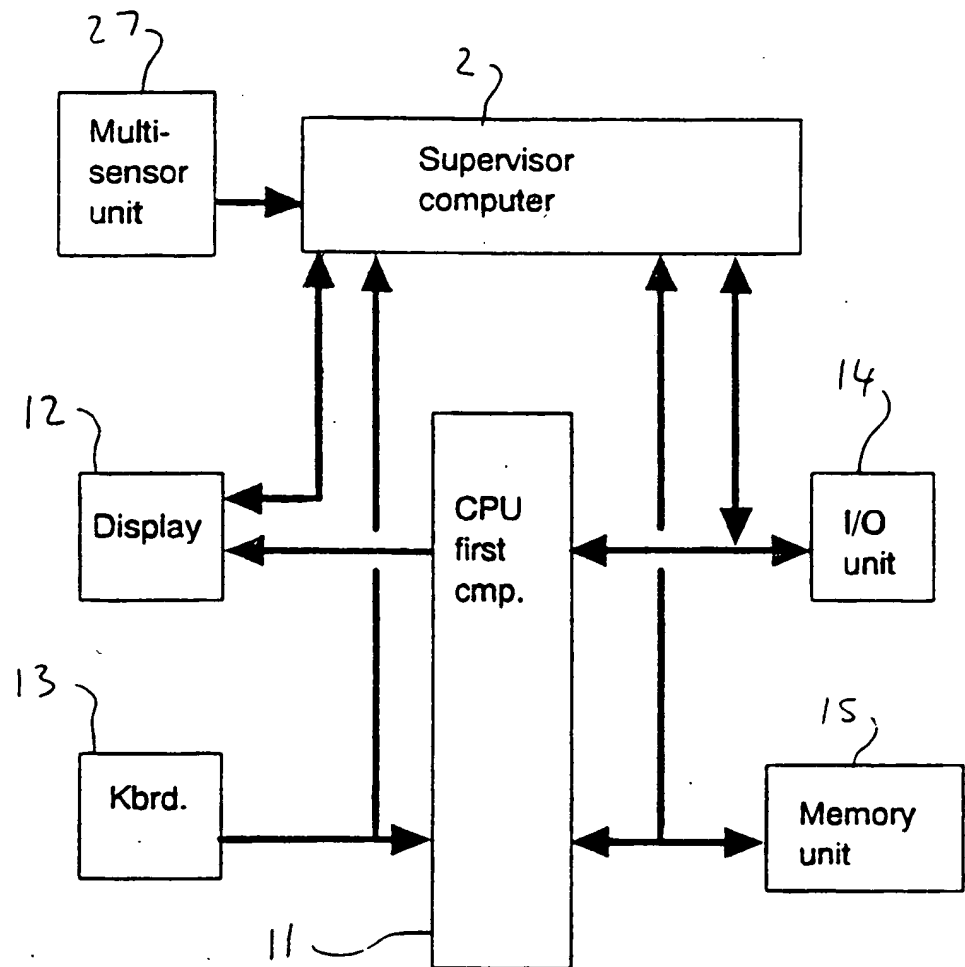 27
2
Multi-
sensor
unit
Supervisor
computer
12
14
Display
CPU
first
cmp.
I/O
unit
13
15
Kbrd.
Memory
unit
11